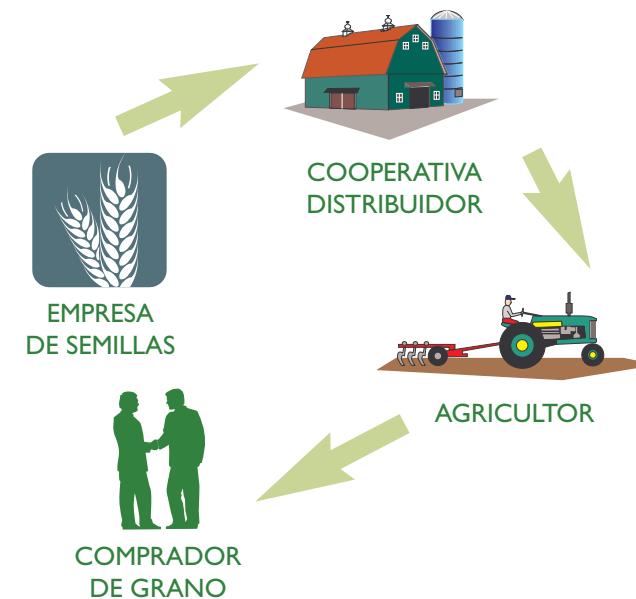 COOPERATIVA
DISTRIBUIDOR
EMPRESA
DE SEMILLAS
AGRICULTOR
COMPRADOR
DE GRANO